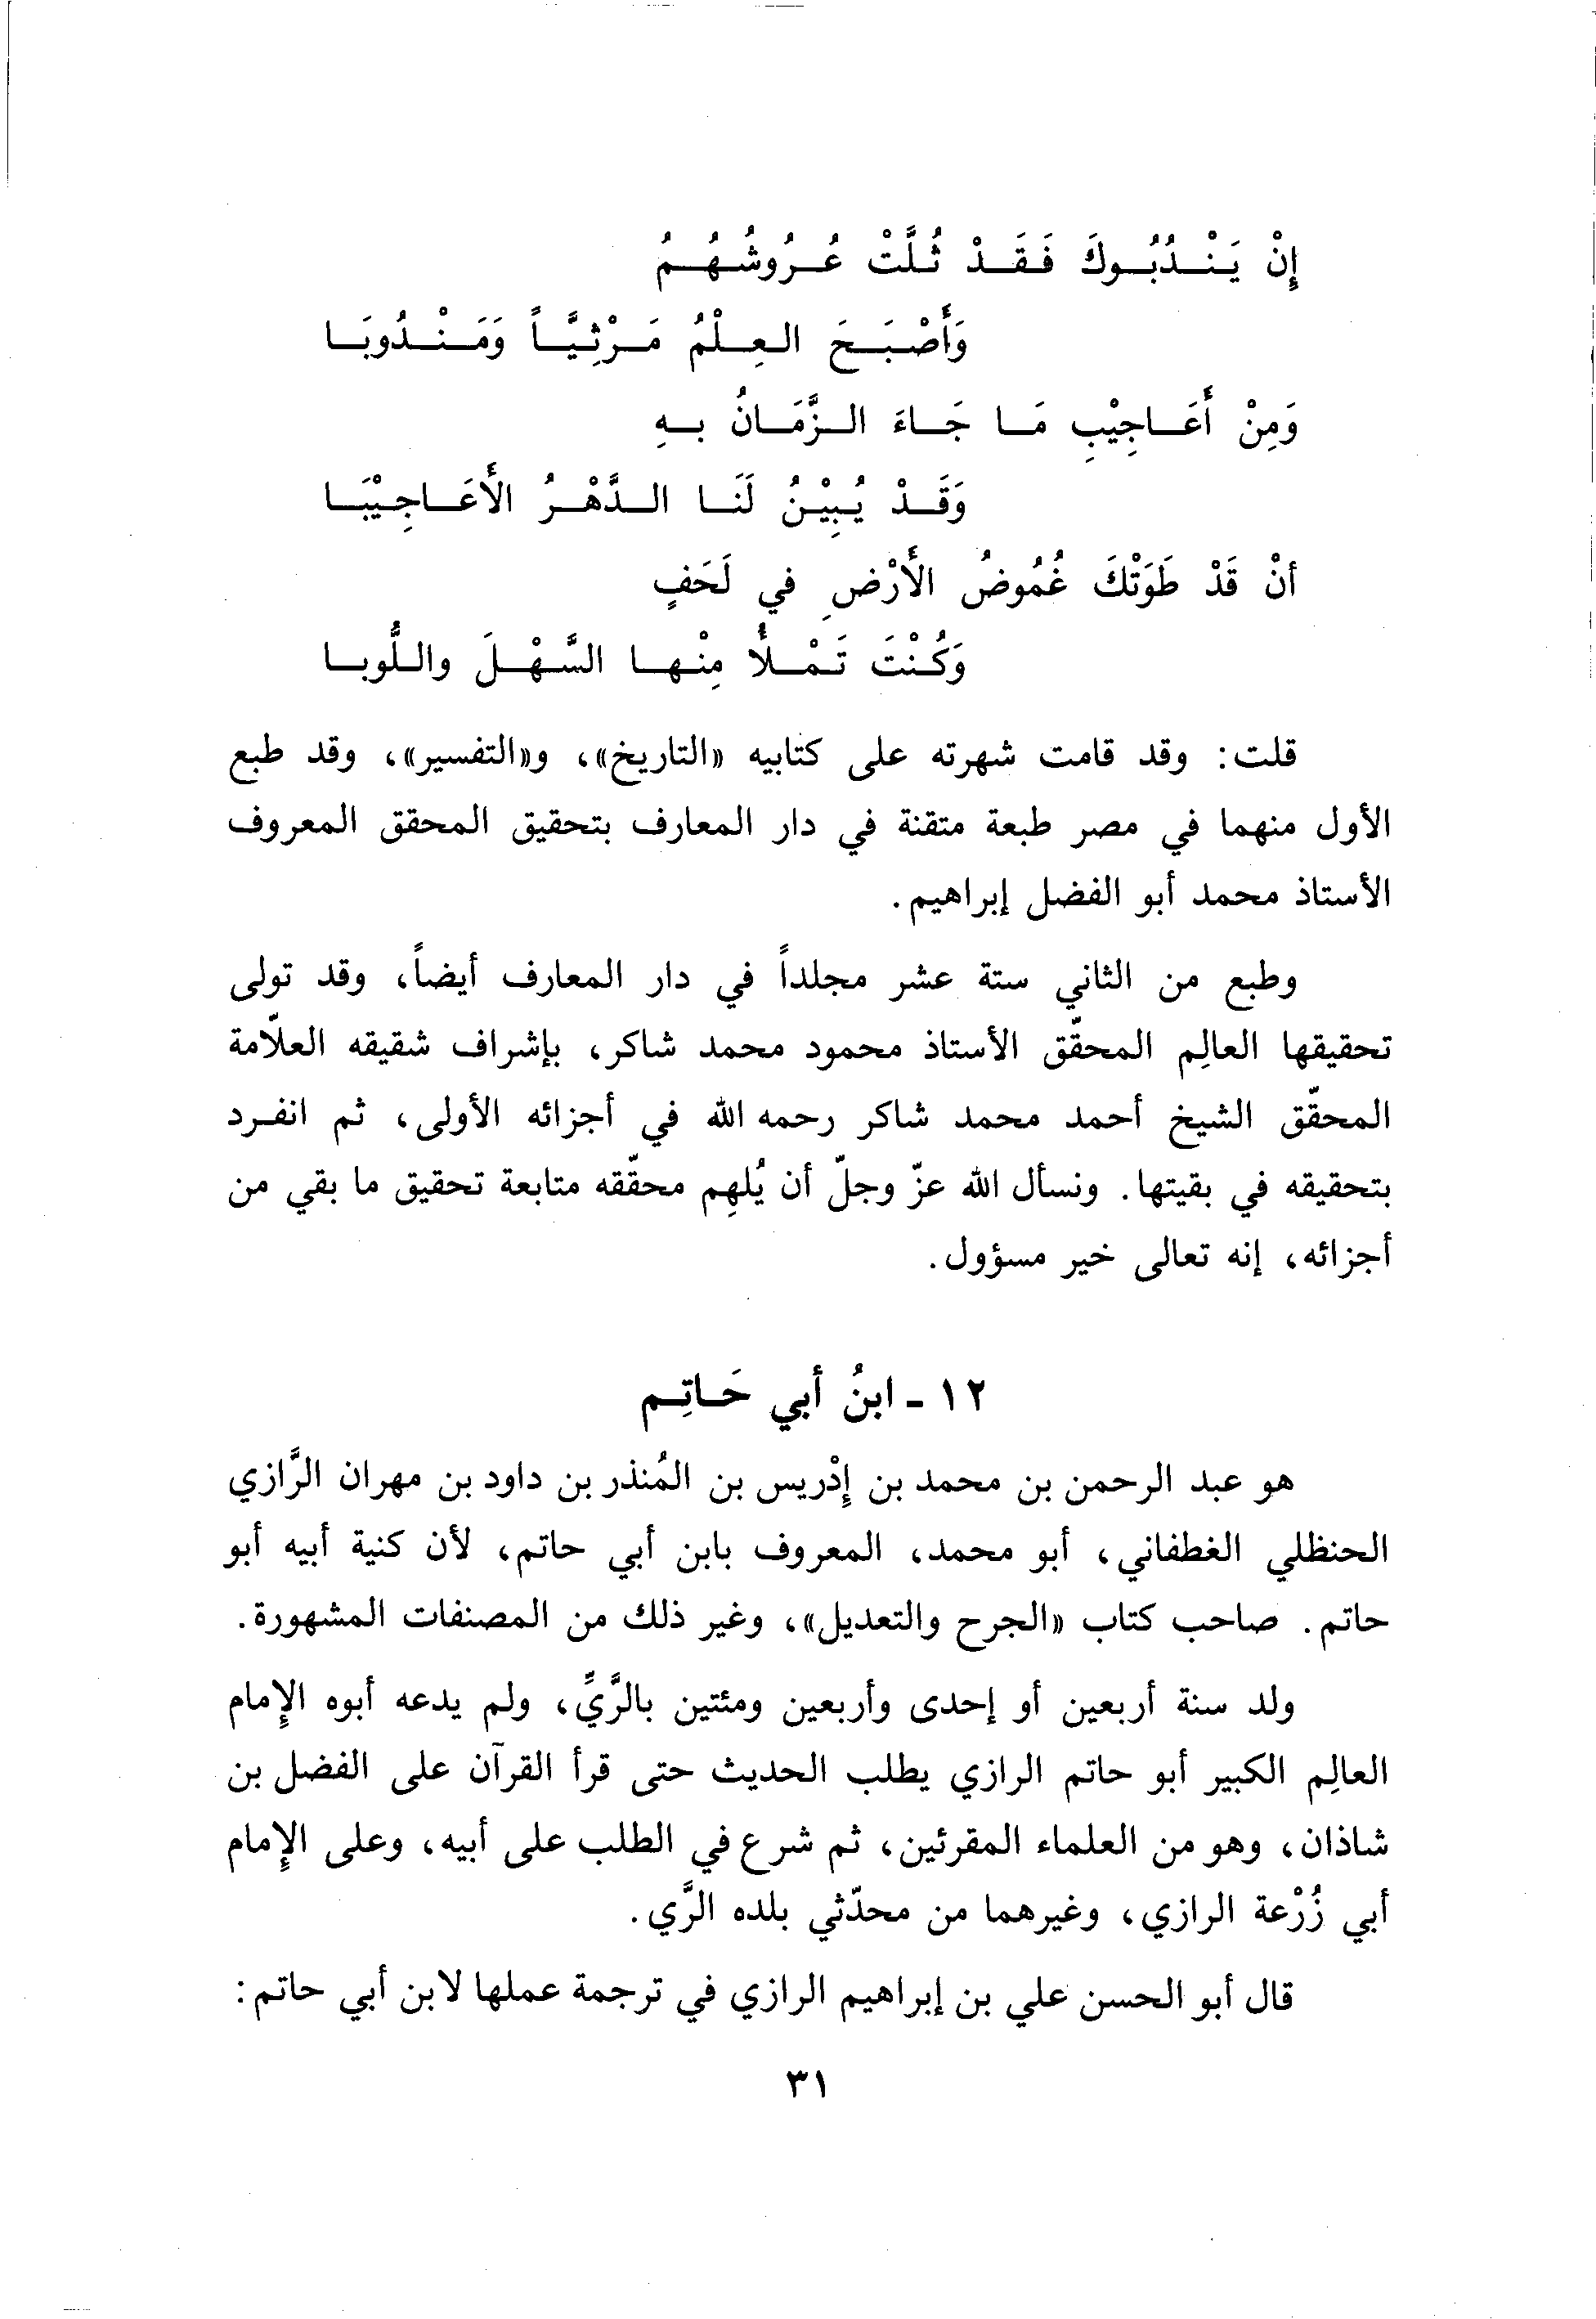 إِنْ يَنْدُبُوكَ فَقَدْ ثُلَّتْ عُرُوشُهُمُ
وَأَصْبَحَ العِلْمُ مَرْثِيَّاً وَمَنْدُوبَا
وَمِنْ أَعَاجِيْبِ مَا جَاءَ الزَّمَانُ بِهِ
وَقَدْ يُبِيْنُ لَنَا الدَّهْرُ الأَعَاجِيْبَا
أنْ قَدْ طَوَتْكَ غُمُوضُ الأَرْضِ في لَحَفٍ
وَكُنْتَ تَمْلأُ مِنْها السَّهْلَ واللُّوبا
قلت: وقد قامت شهرته على كتابيه «التاريخ»، و«التفسير»، وقد طبع
الأول منهما في مصر طبعة متقنة في دار المعارف بتحقيق المحقق المعروف
الأستاذ محمد أبو الفضل إبراهيم.
وطبع من الثاني ستة عشر مجلداً في دار المعارف أيضاً، وقد تولى
تحقيقها العالِم المحقّق الأستاذ محمود محمد شاكر، بإشراف شقيقه العلاّمة
المحقّق الشيخ أحمد محمد شاكر رحمه الله في أجزائه الأولى، ثم انفرد
بتحقيقه في بقيتها. ونسأل الله عزّ وجلّ أن يُلهِم محقّقه متابعة تحقيق ما بقي من
أجزائه، إنه تعالى خير مسؤول.
١٢ - ابنُ أبي حَاتِم
هو عبد الرحمن بن محمد بن إِدْريس بن المُنذر بن داود بن مهران الرَّازي
الحنظلي الغطفاني، أبو محمد، المعروف بابن أبي حاتم، لأن كنية أبيه أبو
حاتم. صاحب كتاب «الجرح والتعديل»، وغير ذلك من المصنفات المشهورة.
ولد سنة أربعين أو إحدى وأربعين ومئتين بالرَّيِّ، ولم يدعه أبوه الإِمام
العالِم الكبير أبو حاتم الرازي يطلب الحديث حتى قرأ القرآن على الفضل بن
شاذان، وهو من العلماء المقرئين، ثم شرع في الطلب على أبيه، وعلى الإِمام
أبي زُرْعة الرازي، وغيرهما من محدّثي بلده الرَّي.
قال أبو الحسن علي بن إبراهيم الرازي في ترجمة عملها لابن أبي حاتم:
٣١